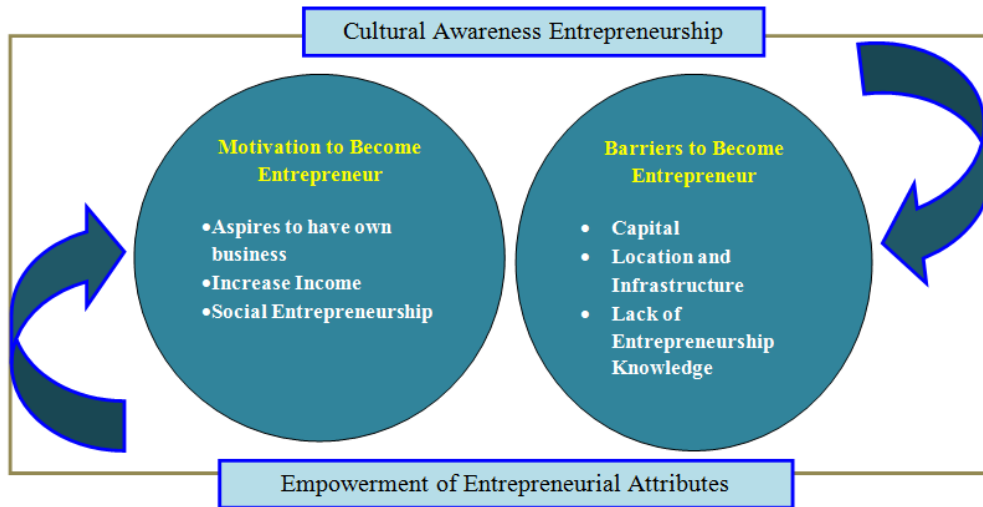 Cultural Awareness Entrepreneurship
Motivation to Become
Entrepreneur
•Aspires to have own
business
•Increase Income
•Social Entrepreneurship
Barriers to Become
Entrepreneur
• Capital
• Location and
Infrastructure
• Lack of
Entrepreneurship
Knowledge
Empowerment of Entrepreneurial Attributes